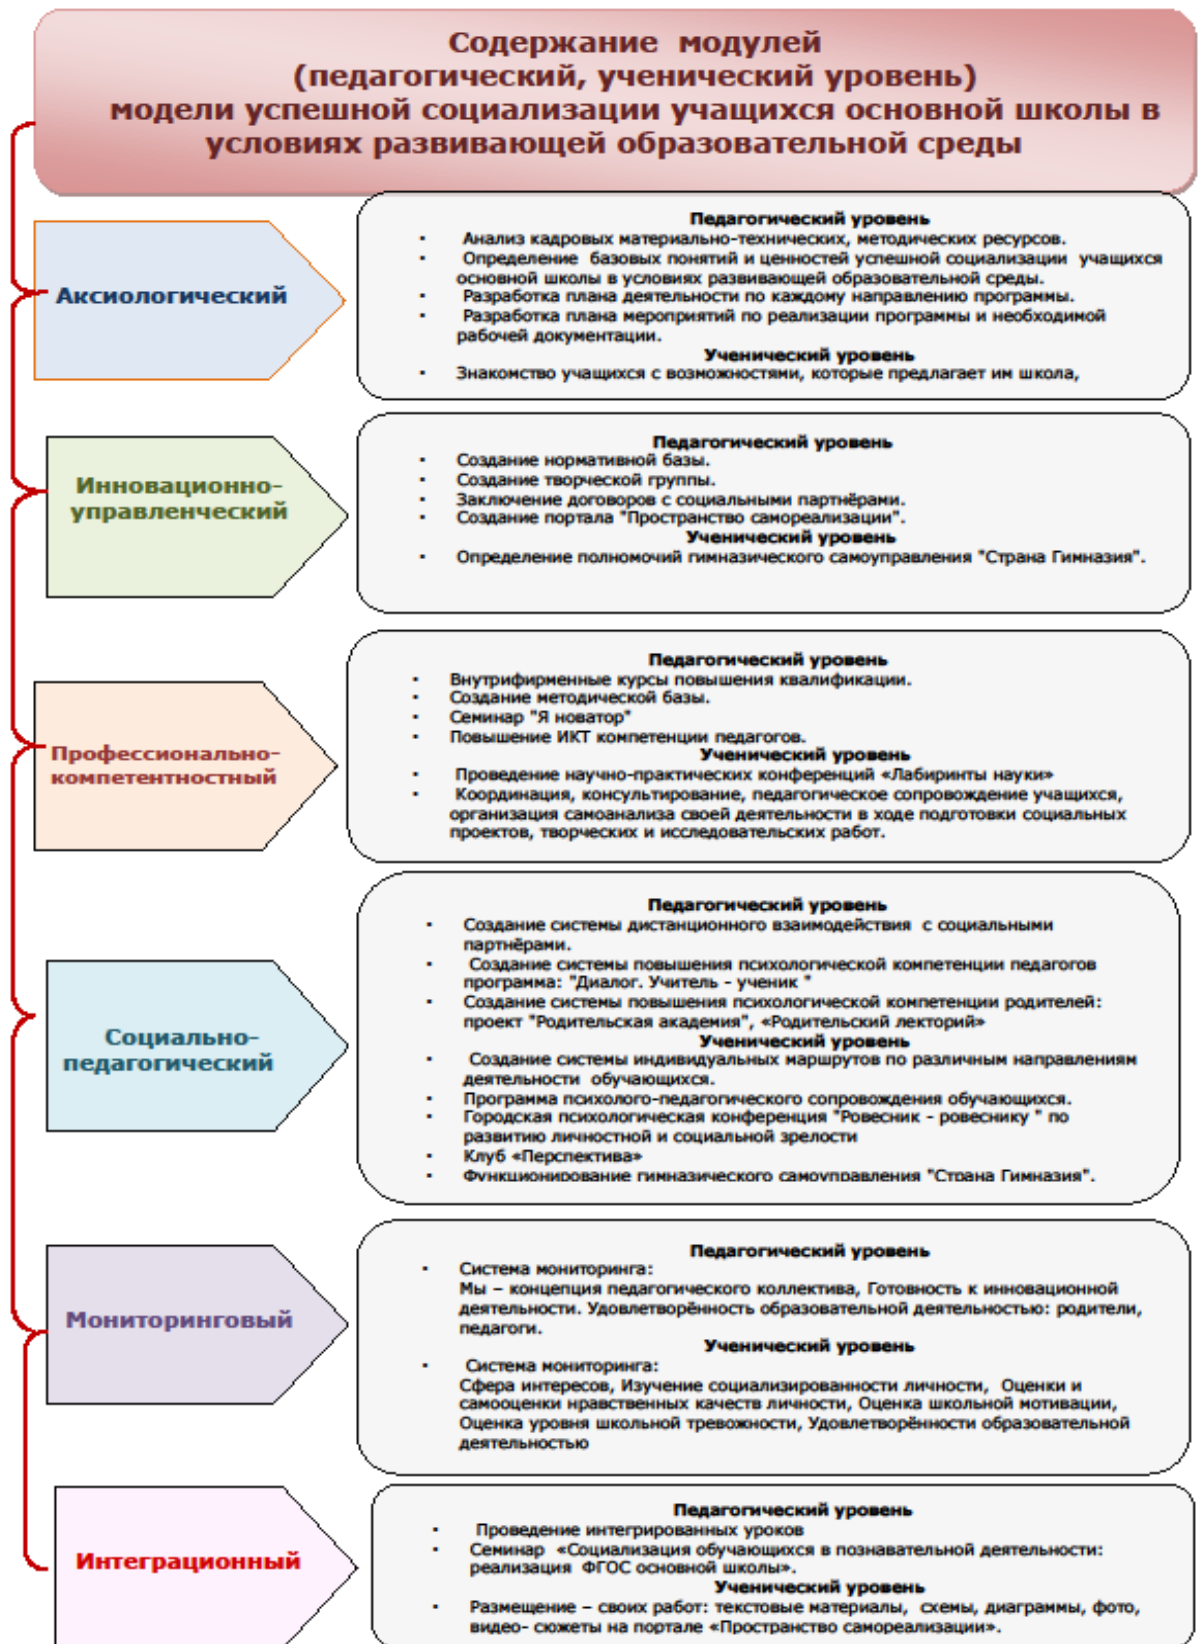 Содержание модулей
(педагогический, ученический уровень)
модели успешной социализации учащихся основной школы в
условиях развивающей образовательной среды
Аксиологический
Педагогический уровень
▪ Анализ кадровых материально-технических, методических ресурсов.
▪ Определение базовых понятий и ценностей успешной социализации учащихся
основной школы в условиях развивающей образовательной среды.
▪ Разработка плана деятельности по каждому направлению программы.
▪ Разработка плана мероприятий по реализации программы и необходимой
рабочей документации.
Ученический уровень
▪ Знакомство учащихся с возможностями, которые предлагает им школа,
Инновационно-
управленческий
Педагогический уровень
▪ Создание нормативной базы.
▪ Создание творческой группы.
▪ Заключение договоров с социальными партнёрами.
▪ Создание портала "Пространство самореализации".
Ученический уровень
▪ Определение полномочий гимназического самоуправления "Страна Гимназия".
Профессионально-
компетентностный
Педагогический уровень
▪ Внутрифирменные курсы повышения квалификации.
▪ Создание методической базы.
▪ Семинар "Я новатор"
▪ Повышение ИКТ компетенции педагогов.
Ученический уровень
▪ Проведение научно-практических конференций «Лабиринты науки»
▪ Координация, консультирование, педагогическое сопровождение учащихся,
организация самоанализа своей деятельности в ходе подготовки социальных
проектов, творческих и исследовательских работ.
Социально-
педагогический
Педагогический уровень
▪ Создание системы дистанционного взаимодействия с социальными
партнёрами.
▪ Создание системы повышения психологической компетенции педагогов
программа: "Диалог. Учитель - ученик "
▪ Создание системы повышения психологической компетенции родителей:
проект "Родительская академия", «Родительский лекторий»
Ученический уровень
▪ Создание системы индивидуальных маршрутов по различным направлениям
деятельности обучающихся.
▪ Программа психолого-педагогического сопровождения обучающихся.
▪ Городская психологическая конференция "Ровесник - ровеснику " по
развитию личностной и социальной зрелости
▪ Клуб «Перспектива»
▪ Функционирование гимназического самоуправления "Страна Гимназия".
Мониторинговый
Педагогический уровень
▪ Система мониторинга:
Мы – концепция педагогического коллектива, Готовность к инновационной
деятельности. Удовлетворённость образовательной деятельностью: родители,
педагоги.
Ученический уровень
▪ Система мониторинга:
Сфера интересов, Изучение социализированности личности, Оценки и
самооценки нравственных качеств личности, Оценка школьной мотивации,
Оценка уровня школьной тревожности, Удовлетворённости образовательной
деятельностью
Интеграционный
Педагогический уровень
▪ Проведение интегрированных уроков
▪ Семинар «Социализация обучающихся в познавательной деятельности:
реализация ФГОС основной школы».
Ученический уровень
▪ Размещение – своих работ: текстовые материалы, схемы, диаграммы, фото,
видео- сюжеты на портале «Пространство самореализации».